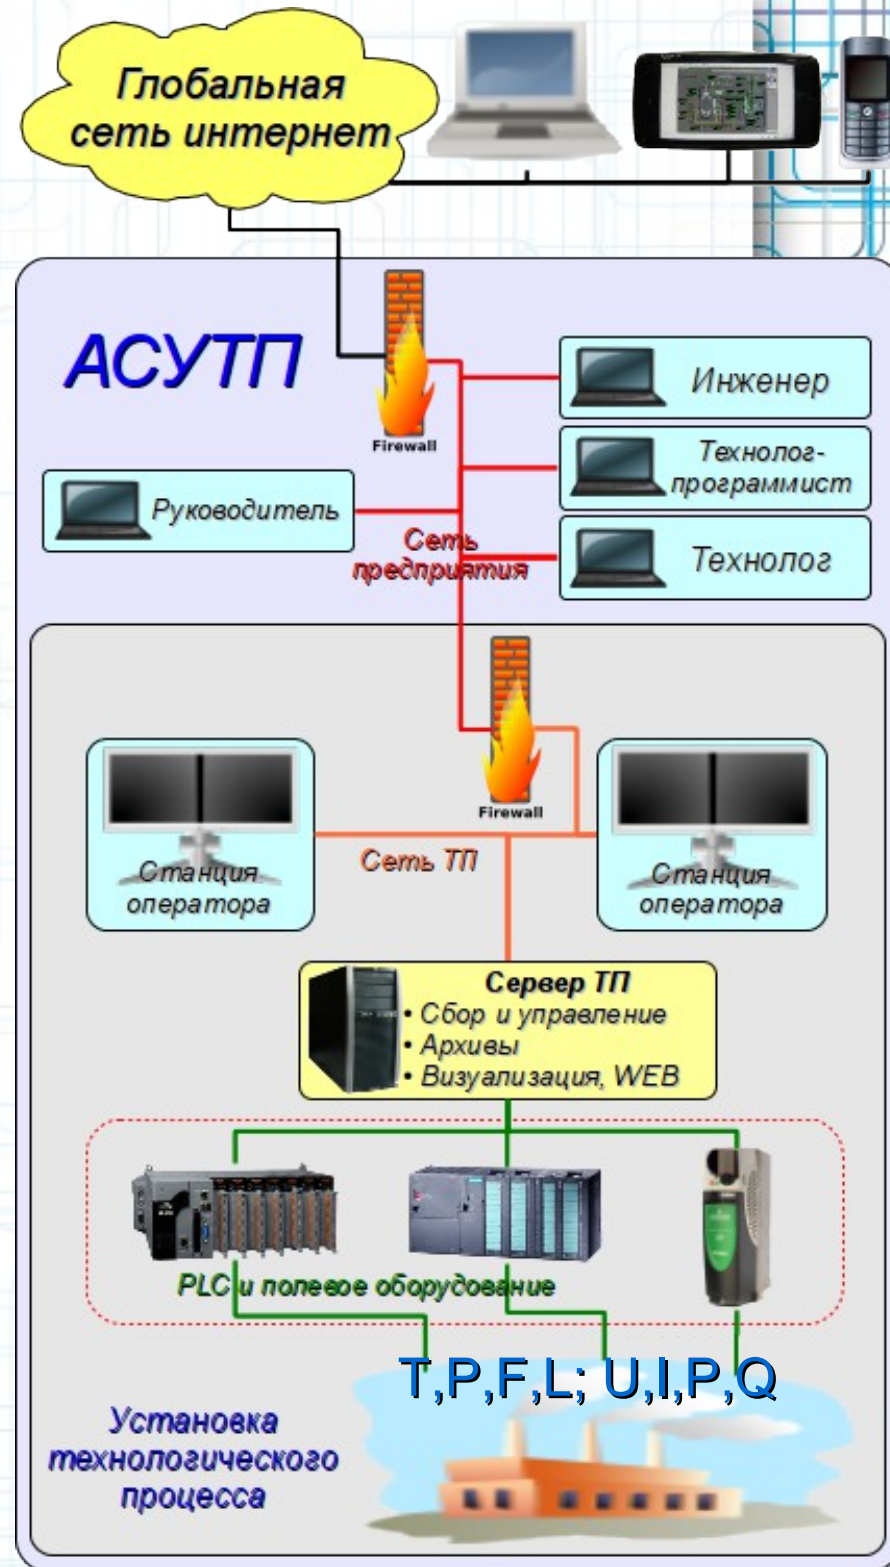 Глобальная
сеть интернет
АСУТП
Firewall
Инженер
Технолог-
программист
Руководитель
Сеть
предприятия
Технолог
Firewall
Сеть ТП
Станция
оператора
Станция
оператора
Сервер ТП
• Сбор и управление
• Архивы
• Визуализация, WEB
PLC и полевое оборудование
T,P,F,L; U,I,P,Q
Установка
технологического
процесса